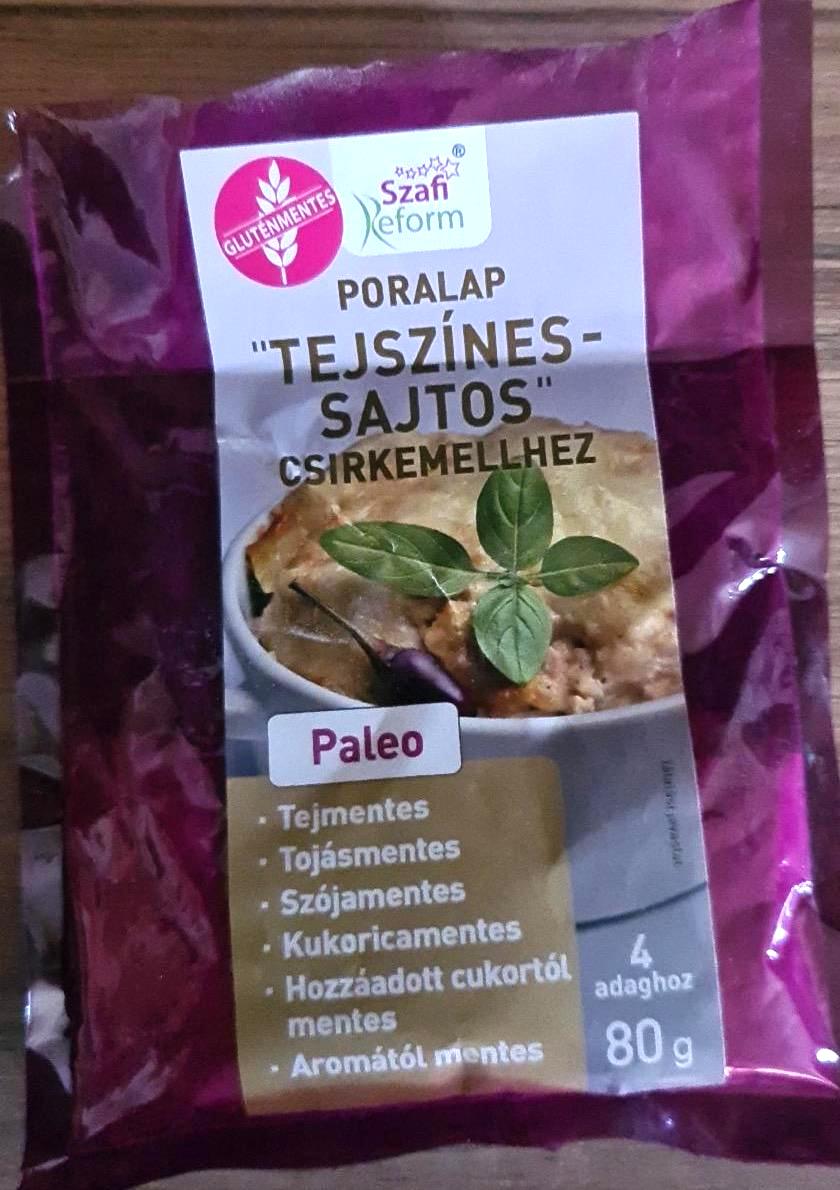 GLUTÉNMENTES
Szafi®
Reform
PORALAP
"TEJSZÍNES-
SAJTOS"
CSIRKEMELLHEZ
Paleo
• Tejmentes
• Tojásmentes
• Szójamentes
• Kukoricamentes
• Hozzáadott cukortól
mentes
• Aromától mentes
4
adaghoz
80 g